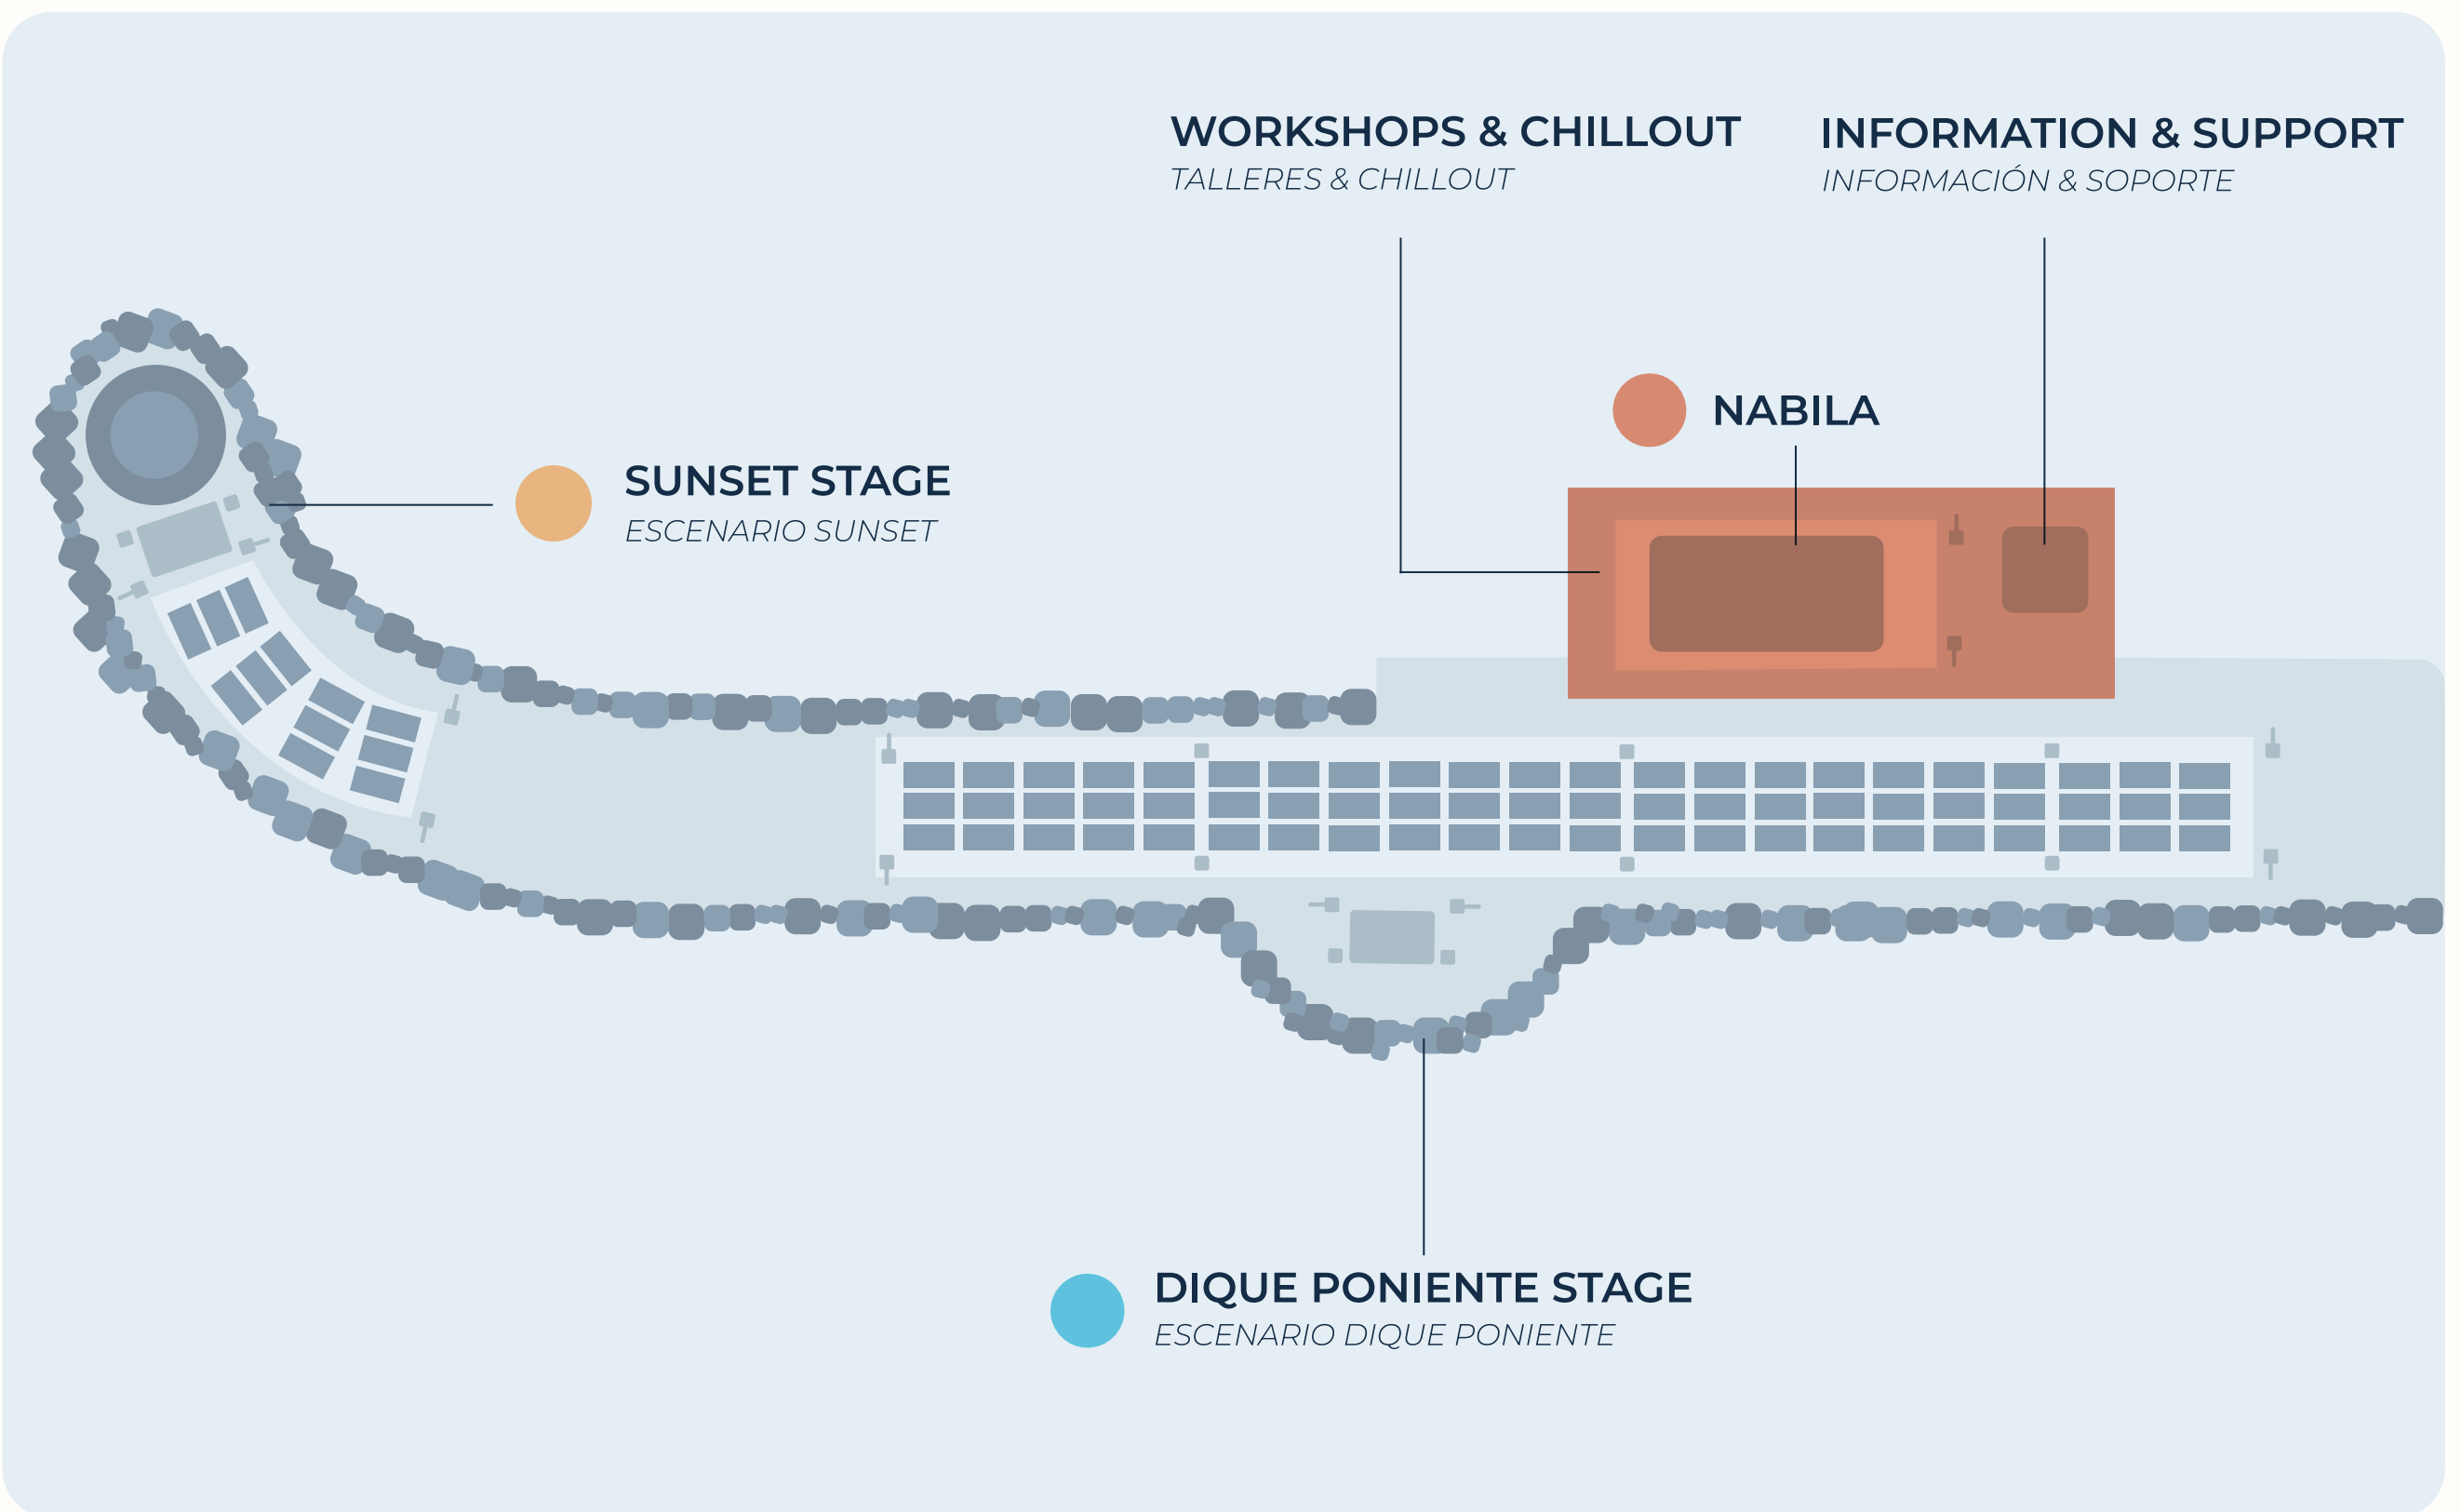 WORKSHOPS & CHILLOUT
TALLERES & CHILLOUT
INFORMATION & SUPPORT
INFORMACIÓN & SOPORTE
NABILA
SUNSET STAGE
ESCENARIO SUNSET
DIQUE PONIENTE STAGE
ESCENARIO DIQUE PONIENTE